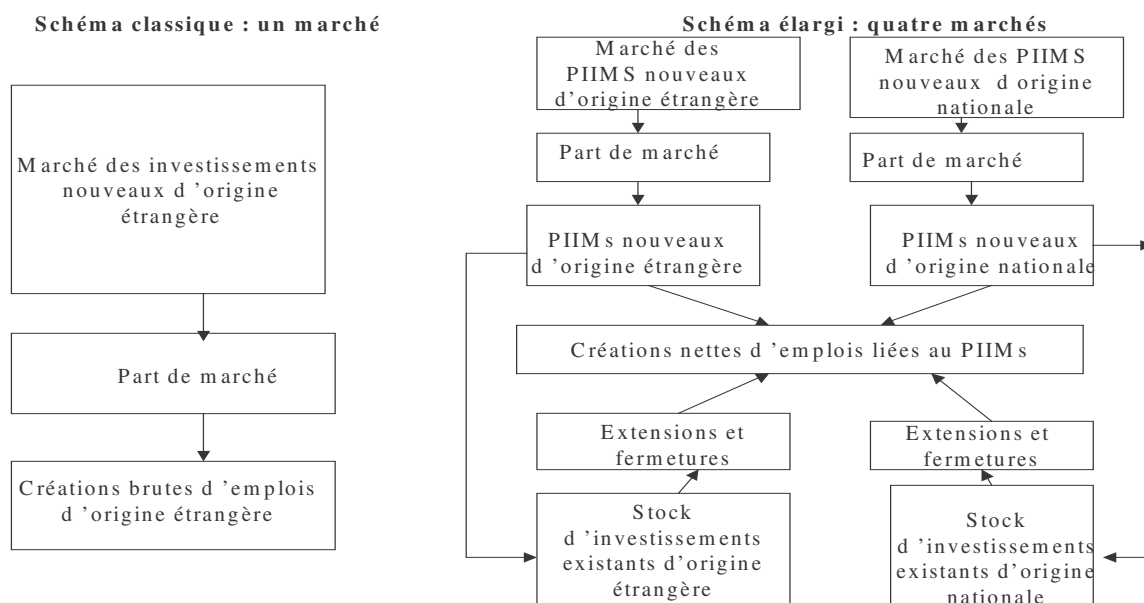 Schéma classique : un marché
Marché des investissements
nouveaux d ’origine
étrangère
Part de marché
Créations brutes d ’emplois
d ’origine étrangère
Schéma élargi : quatre marchés
Marché des
PIIMS nouveaux
d’origine étrangère
Marché des PIIMS
nouveaux d origine
nationale
Part de marché
Part de marché
PIIMs nouveaux
d ’origine étrangère
PIIMs nouveaux
d ’origine nationale
Créations nettes d ’emplois liées au PIIMs
Extensions et
fermetures
Extensions et
fermetures
Stock
d ’investissements
existants d’origine
étrangère
Stock
d ’investissements
existants d’origine
nationale